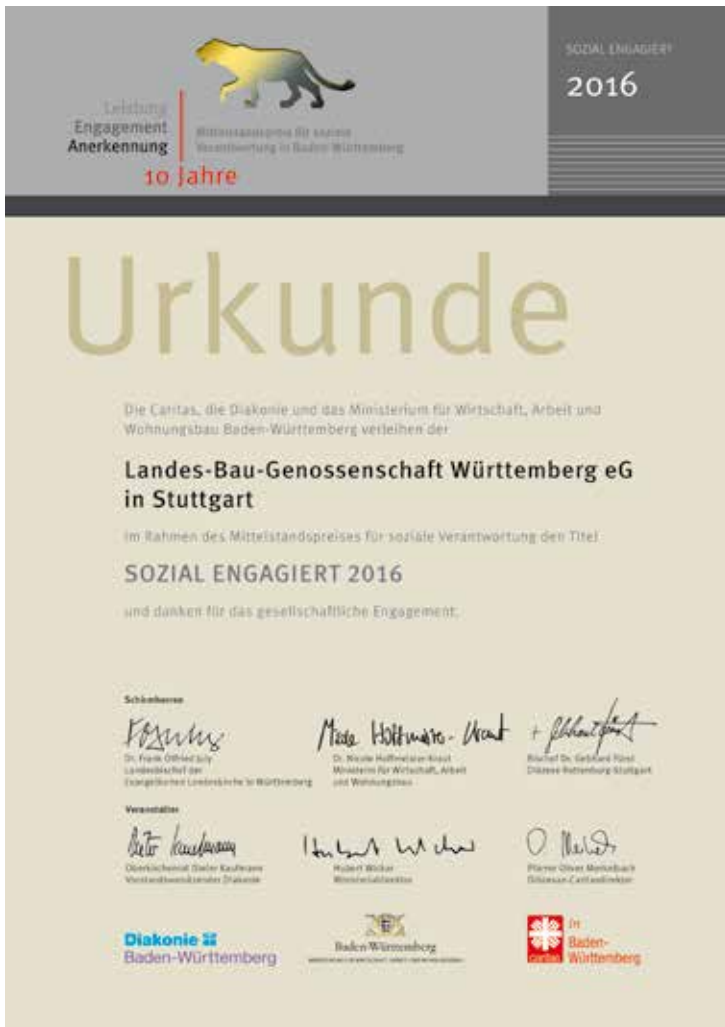 SOZIAL ENGAGIERT
2016
Leistung
Engagement
Anerkennung
Mittelstandspreis für soziale
Verantwortung in Baden-Württemberg
10 Jahre
Urkunde
Die Caritas, die Diakonie und das Ministerium für Wirtschaft, Arbeit und
Wohnungsbau Baden-Württemberg verleihen der
Landes-Bau-Genossenschaft Württemberg eG
in Stuttgart
im Rahmen des Mittelstandspreises für soziale Verantwortung den Titel
SOZIAL ENGAGIERT 2016
und danken für das gesellschaftliche Engagement.
Schirmherren
Dr. Frank Otfried July
Landesbischof der
Evangelischen Landeskirche in Württemberg
Dr. Nicole Hoffmeister-Kraut
Ministerin für Wirtschaft, Arbeit
und Wohnungsbau
Bischof Dr. Gebhard Fürst
Diözese Rottenburg-Stuttgart
Veranstalter
Oberkirchenrat Dieter Kaufmann
Vorstandsvorsitzender Diakonie
Hubert Wicker
Ministerialdirektor
Pfarrer Oliver Merkelbach
Diözesan-Caritasdirektor
Diakonie
Baden-Württemberg
Baden-Württemberg
caritas
In
Baden-
Württemberg